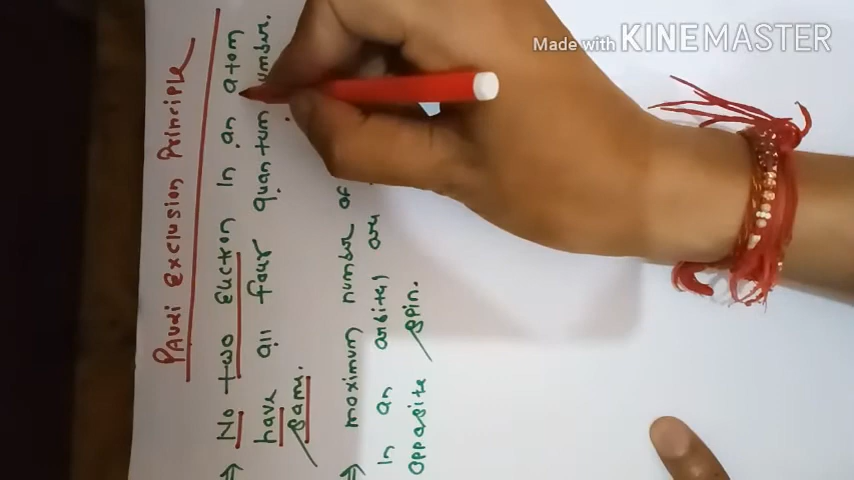 Made with KINEMASTER
PAULI Exclusion Principle
⇒ No two Electron In an atom
have all four quantum number.
same.
⇒ maximum number of
In an orbital are
opposite spin.